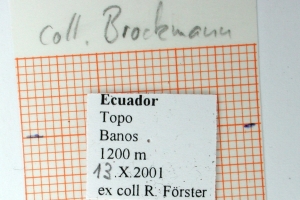 coll. Brockmann
Ecuador
Topo
Banos
1200 m
13.X.2001
ex coll R. Förster